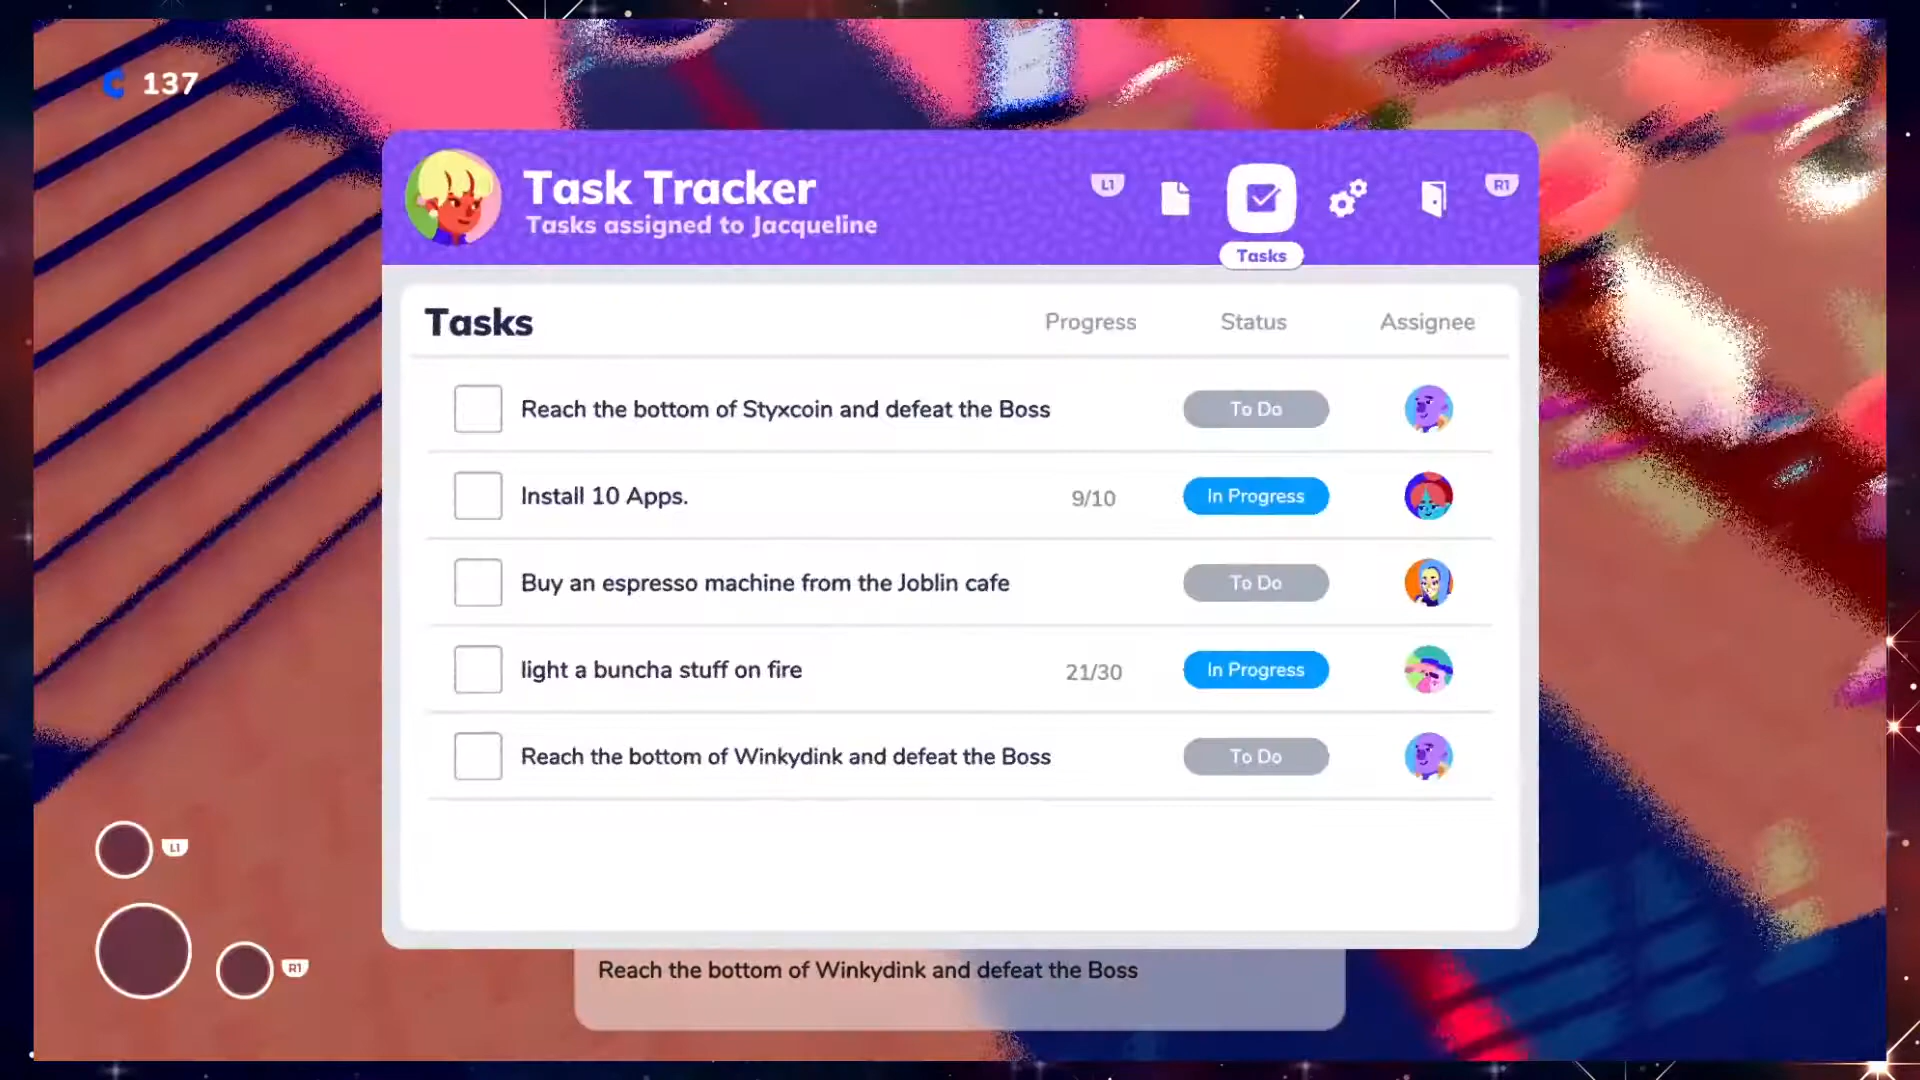 137
Task Tracker
Tasks assigned to Jacqueline
L1
R1
Tasks
Tasks Progress Status Assignee
Reach the bottom of Styxcoin and defeat the Boss To Do
Install 10 Apps. 9/10 In Progress
Buy an espresso machine from the Joblin cafe To Do
light a buncha stuff on fire 21/30 In Progress
Reach the bottom of Winkydink and defeat the Boss To Do
L1
R1
Reach the bottom of Winkydink and defeat the Boss